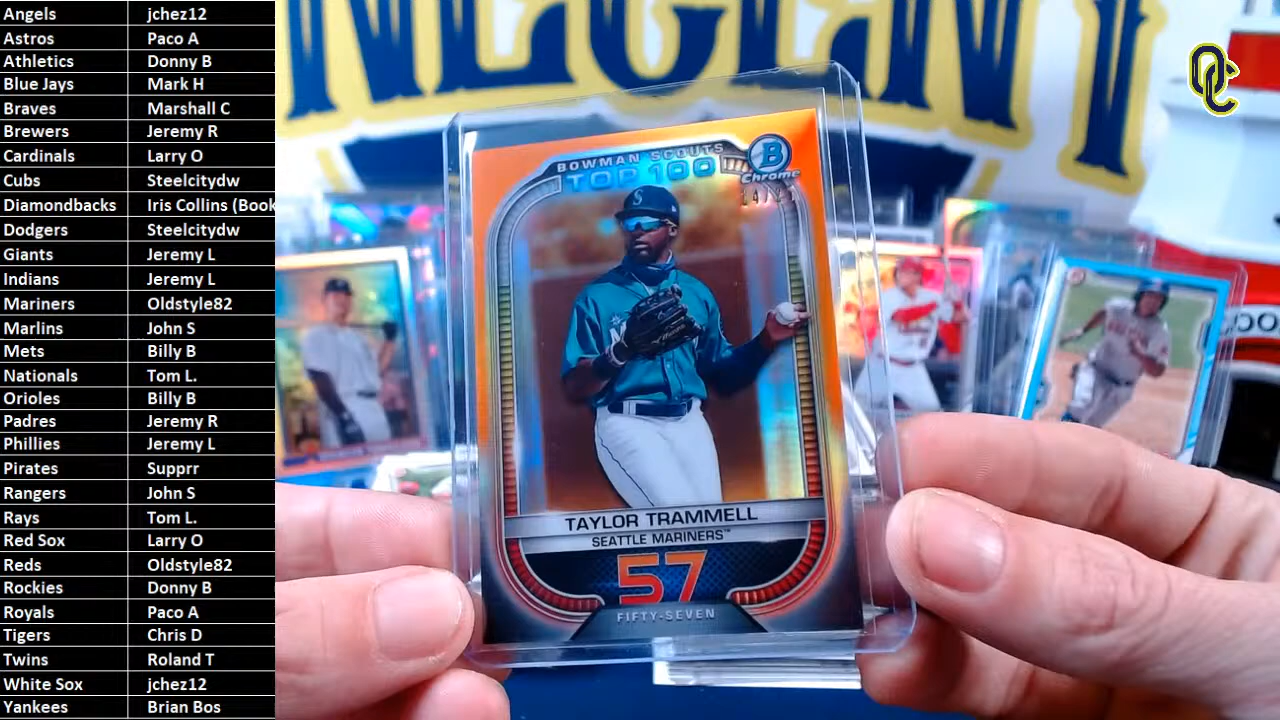 Angels jchez12
Astros Paco A
Athletics Donny B
Blue Jays Mark H
Braves Marshall C
Brewers Jeremy R
Cardinals Larry O
Cubs Steelcitydw
Diamondbacks Iris Collins (Book
Dodgers Steelcitydw
Giants Jeremy L
Indians Jeremy L
Mariners Oldstyle82
Marlins John S
Mets Billy B
Nationals Tom L.
Orioles Billy B
Padres Jeremy R
Phillies Jeremy L
Pirates Supprr
Rangers John S
Rays Tom L.
Red Sox Larry O
Reds Oldstyle82
Rockies Donny B
Royals Paco A
Tigers Chris D
Twins Roland T
White Sox jchez12
Yankees Brian Bos
OC
BOWMAN SCOUTS
TOP 100
B
Chrome
S
M
TAYLOR TRAMMELL
SEATTLE MARINERS™
57
FIFTY-SEVEN